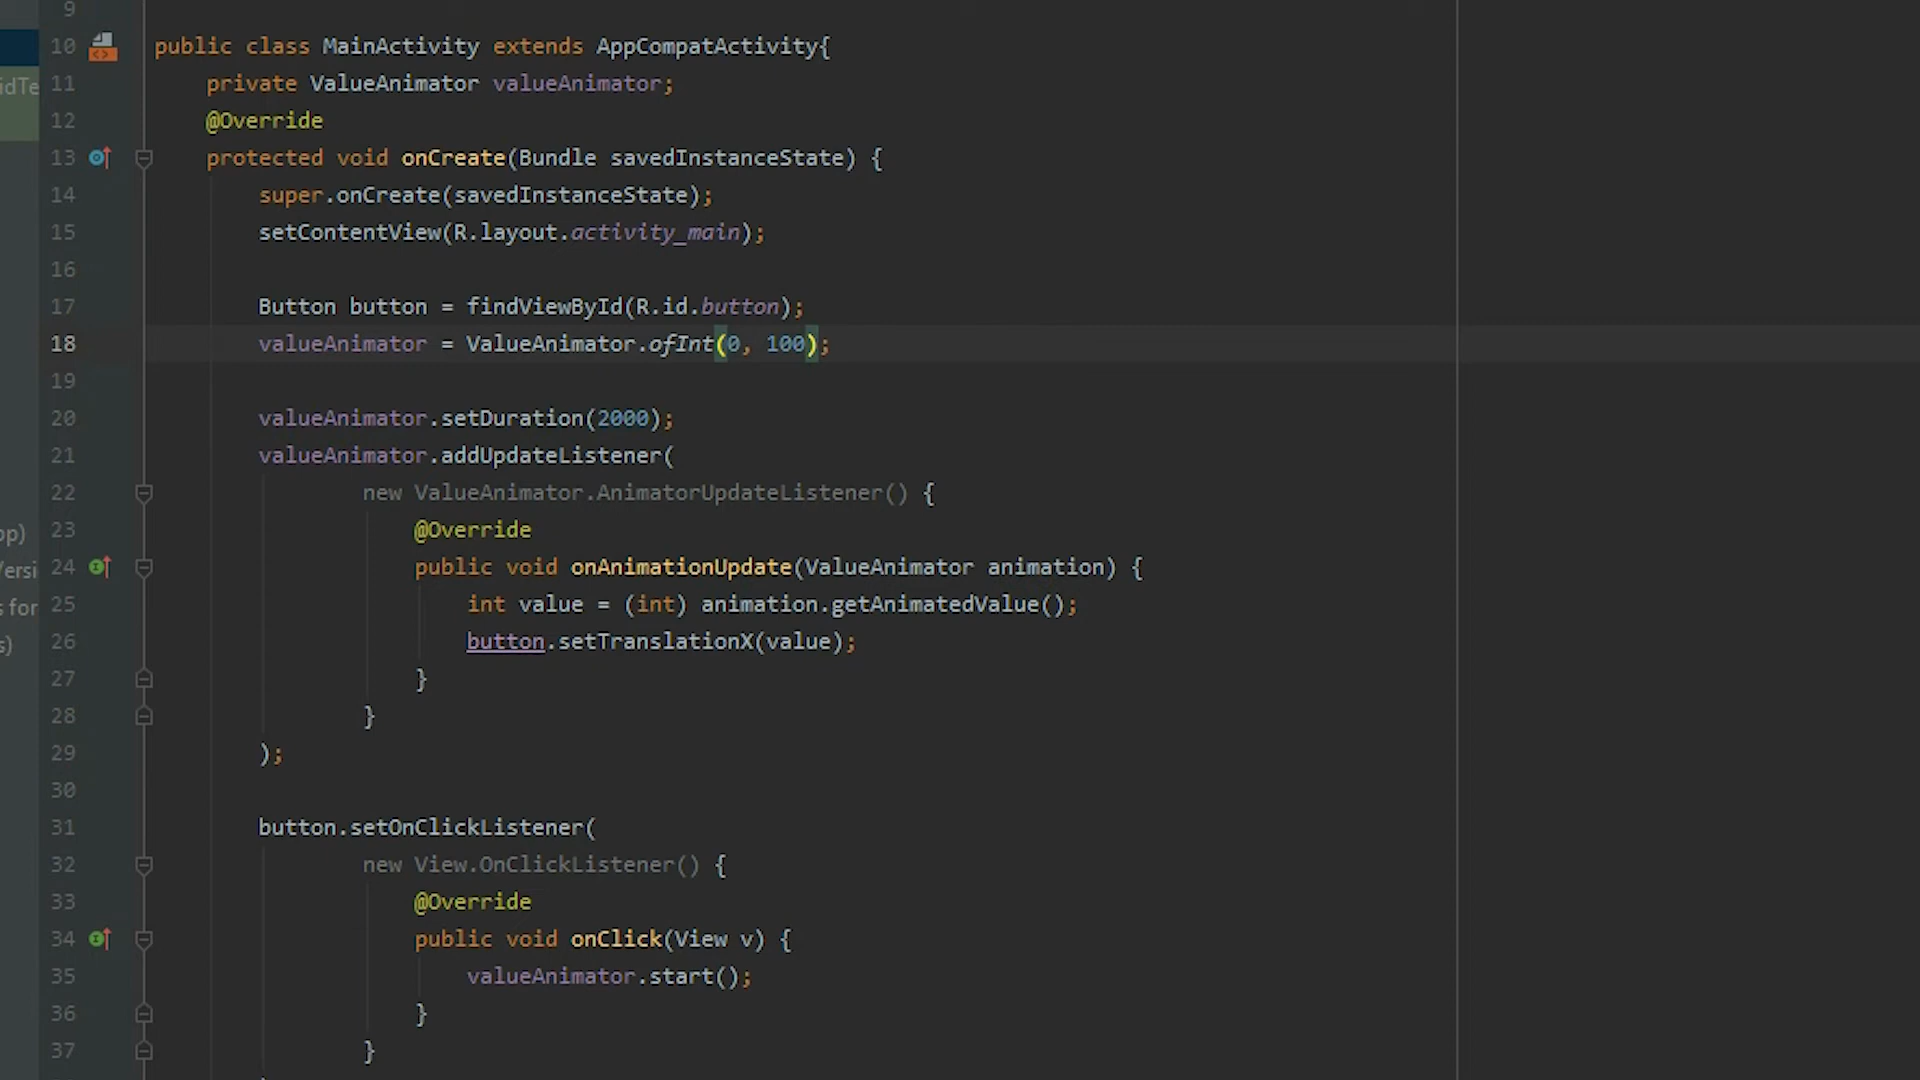 9
10 public class MainActivity extends AppCompatActivity{
idTe 11 private ValueAnimator valueAnimator;
12 @Override
13 protected void onCreate(Bundle savedInstanceState) {
14 super.onCreate(savedInstanceState);
15 setContentView(R.layout.activity_main);
16
17 Button button = findViewById(R.id.button);
18 valueAnimator = ValueAnimator.ofInt(0, 100);
19
20 valueAnimator.setDuration(2000);
21 valueAnimator.addUpdateListener(
22 new ValueAnimator.AnimatorUpdateListener() {
op) 23 @Override
Versi 24 public void onAnimationUpdate(ValueAnimator animation) {
s for 25 int value = (int) animation.getAnimatedValue();
s) 26 button.setTranslationX(value);
27 }
28 }
29 );
30
31 button.setOnClickListener(
32 new View.OnClickListener() {
33 @Override
34 public void onClick(View v) {
35 valueAnimator.start();
36 }
37 }